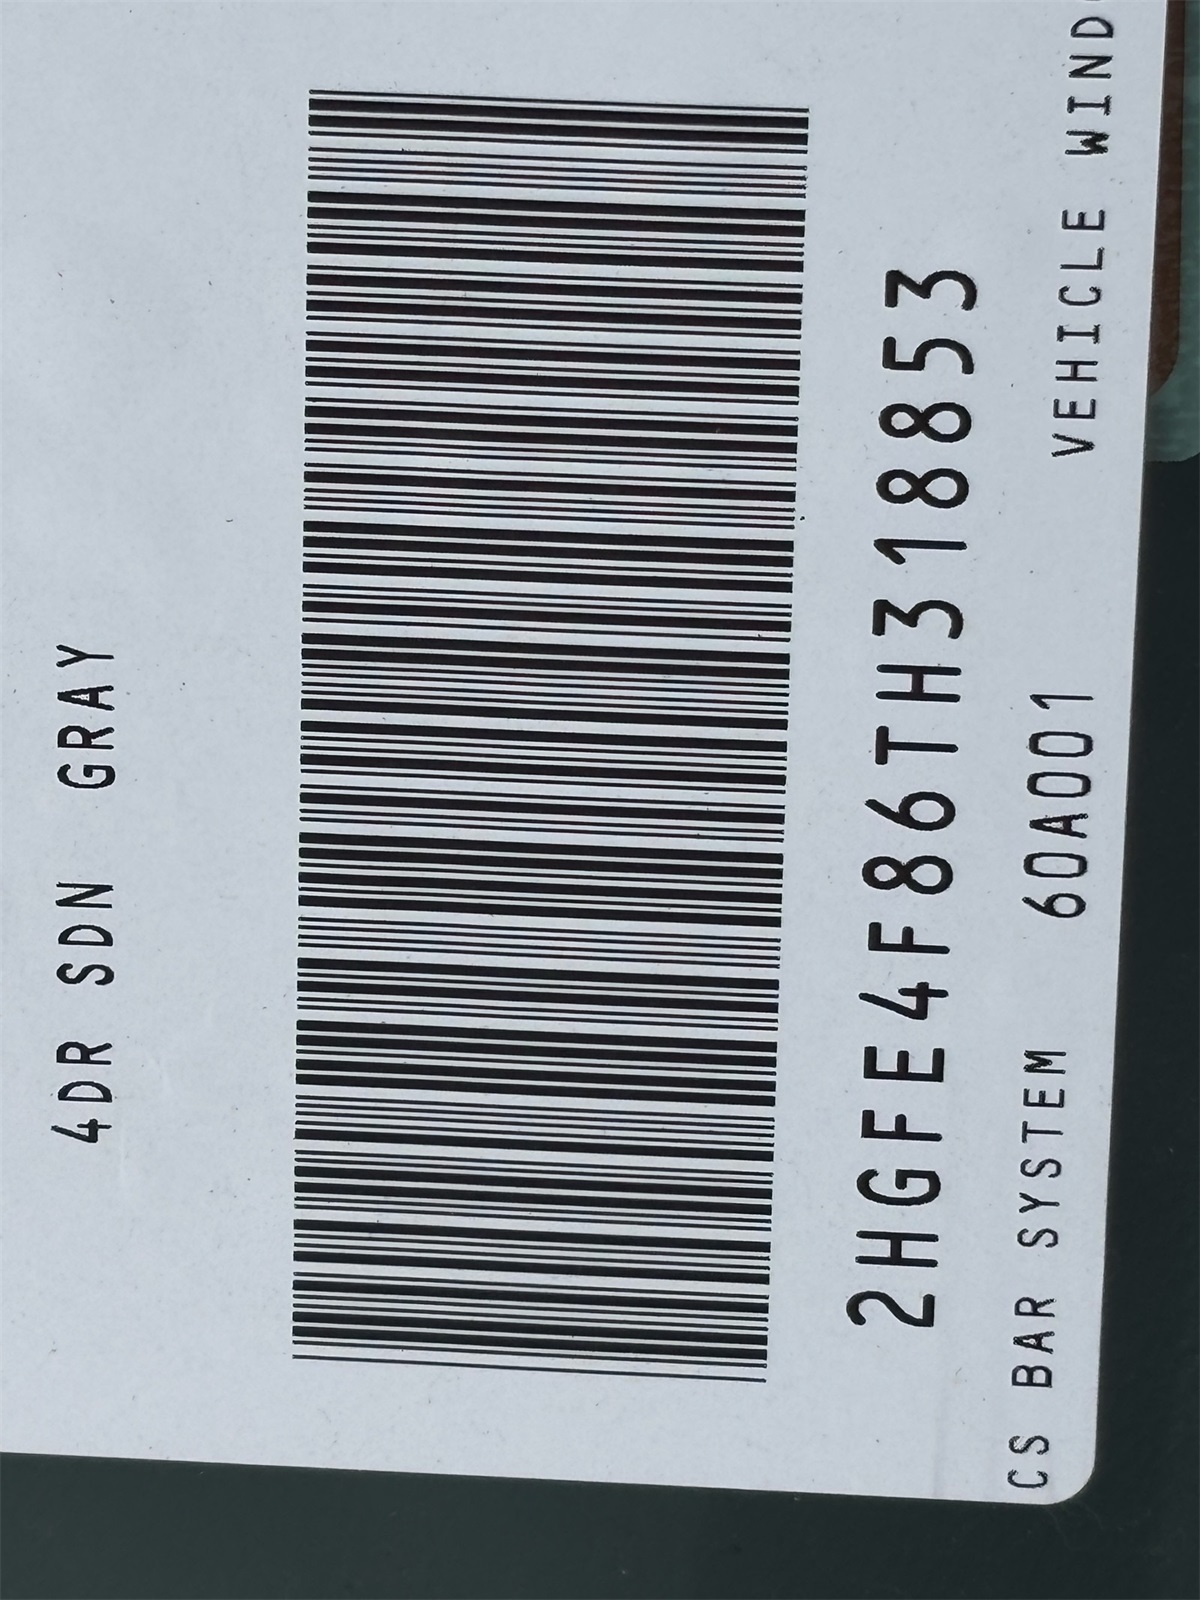 4DR SDN GRAY
2HGFE4F86TH318853
CS BAR SYSTEM 60A001 VEHICLE WIND